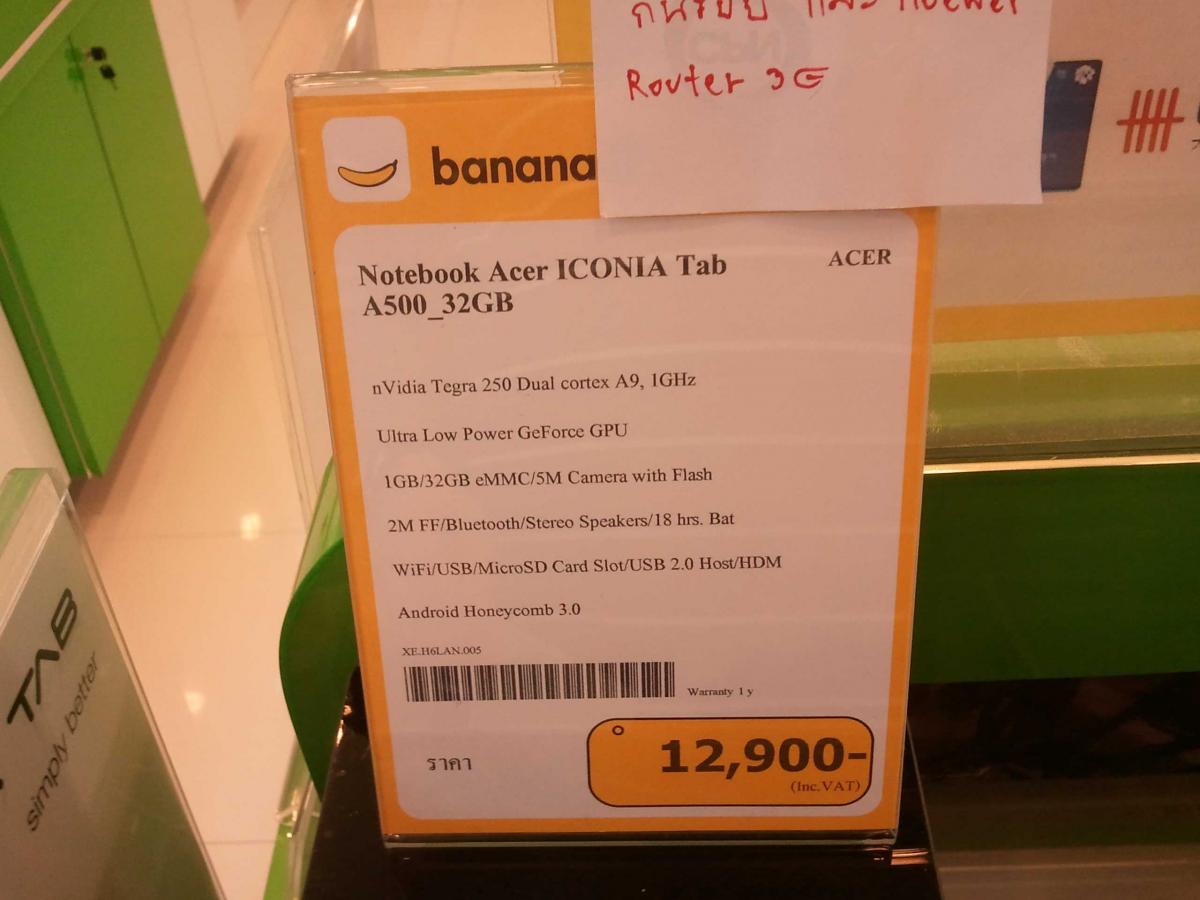 Router 3G
banana
Notebook Acer ICONIA Tab
A500_32GB
ACER
nVidia Tegra 250 Dual cortex A9, 1GHz
Ultra Low Power GeForce GPU
1GB/32GB eMMC/5M Camera with Flash
2M FF/Bluetooth/Stereo Speakers/18 hrs. Bat
WiFi/USB/MicroSD Card Slot/USB 2.0 Host/HDM
Android Honeycomb 3.0
XE.H6LAN.005
Warranty 1 y
ราคา
12,900-
(Inc.VAT)
TAB
simply better